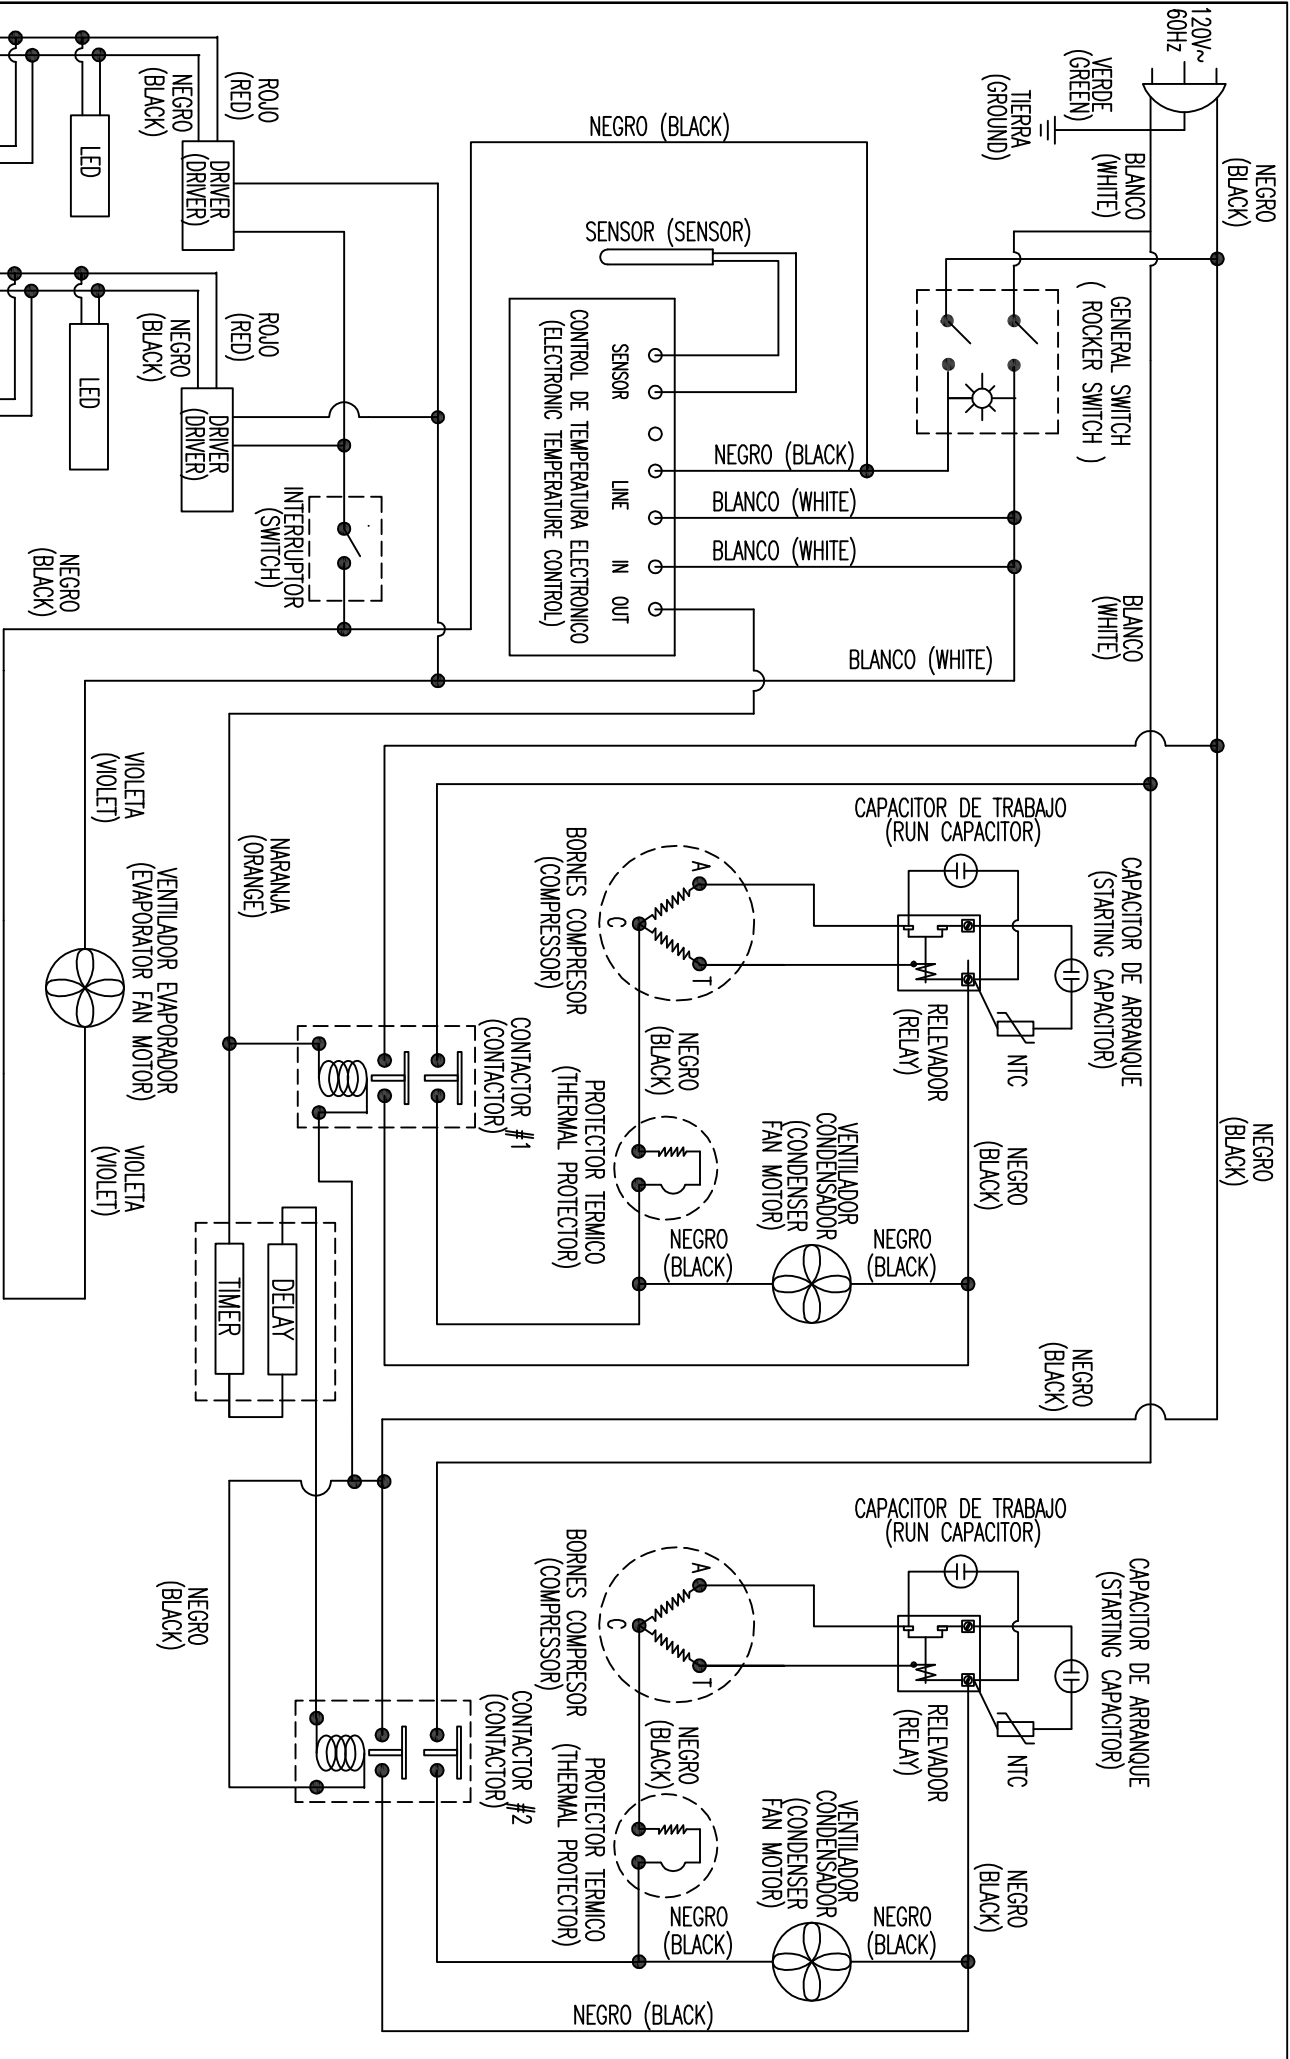 120V~
60Hz
VERDE
(GREEN)
TIERRA
(GROUND)
BLANCO
(WHITE)
NEGRO
(BLACK)
ROJO
(RED)
NEGRO
(BLACK)
DRIVER
(DRIVER)
LED
NEGRO (BLACK)
SENSOR (SENSOR)
GENERAL SWITCH
( ROCKER SWITCH )
ROJO
(RED)
NEGRO
(BLACK)
DRIVER
(DRIVER)
LED
CONTROL DE TEMPERATURA ELECTRONICO
(ELECTRONIC TEMPERATURE CONTROL)
SENSOR
LINE
IN
OUT
NEGRO (BLACK)
BLANCO (WHITE)
BLANCO (WHITE)
INTERRUPTOR
(SWITCH)
NEGRO
(BLACK)
BLANCO
(WHITE)
BLANCO (WHITE)
VIOLETA
(VIOLET)
NARANJA
(ORANGE)
VENTILADOR EVAPORADOR
(EVAPORATOR FAN MOTOR)
VIOLETA
(VIOLET)
CAPACITOR DE TRABAJO
(RUN CAPACITOR)
CAPACITOR DE ARRANQUE
(STARTING CAPACITOR)
BORNES COMPRESOR
(COMPRESSOR)
A
C
T
RELEVADOR
(RELAY)
NTC
CONTACTOR #1
(CONTACTOR)
NEGRO
(BLACK)
PROTECTOR TERMICO
(THERMAL PROTECTOR)
VENTILADOR
CONDENSADOR
(CONDENSER
FAN MOTOR)
NEGRO
(BLACK)
NEGRO
(BLACK)
NEGRO
(BLACK)
NEGRO
(BLACK)
DELAY
TIMER
NEGRO
(BLACK)
NEGRO
(BLACK)
CAPACITOR DE TRABAJO
(RUN CAPACITOR)
CAPACITOR DE ARRANQUE
(STARTING CAPACITOR)
BORNES COMPRESOR
(COMPRESSOR)
A
C
T
RELEVADOR
(RELAY)
NTC
CONTACTOR #2
(CONTACTOR)
NEGRO
(BLACK)
PROTECTOR TERMICO
(THERMAL PROTECTOR)
VENTILADOR
CONDENSADOR
(CONDENSER
FAN MOTOR)
NEGRO
(BLACK)
NEGRO
(BLACK)
NEGRO
(BLACK)
NEGRO (BLACK)